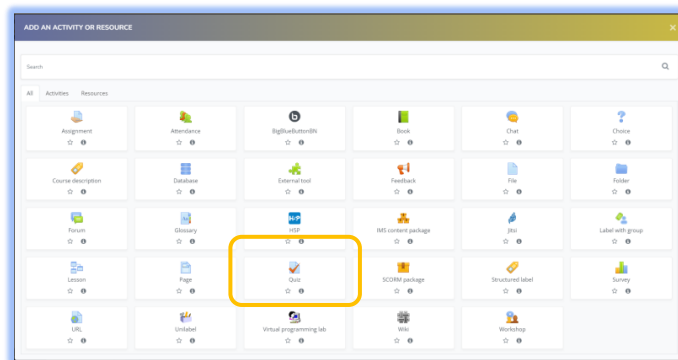 ADD AN ACTIVITY OR RESOURCE
Search
All Activities Resources
Assignment Attendance BigBlueButtonBN Book Chat Choice
Course description Database External tool Feedback File Folder
Forum Glossary H5P IMS content package Jitsi Label with group
Lesson Page Quiz SCORM package Structured label Survey
URL Unilabel Virtual programming lab Wiki Workshop